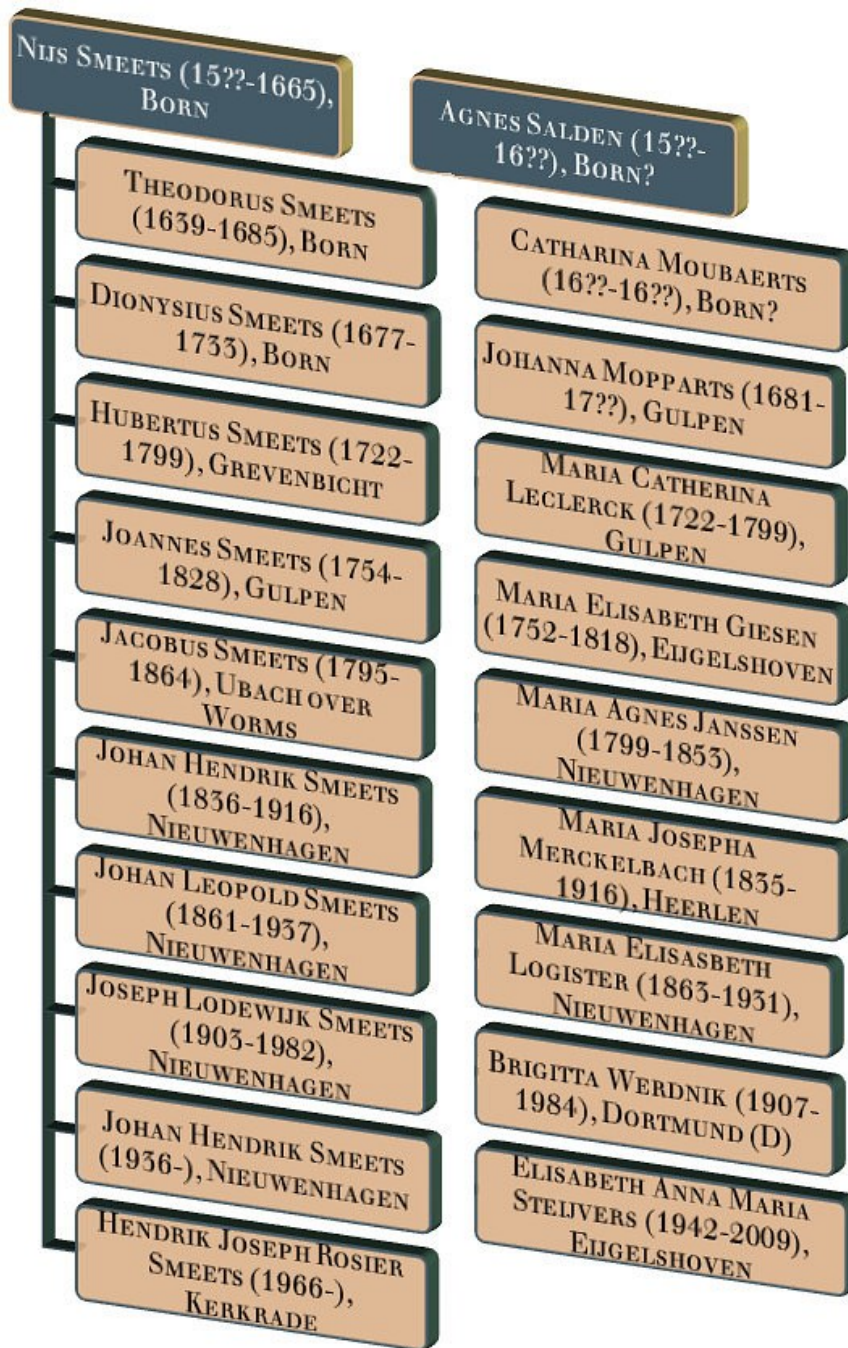 Nijs Smeets (15??-1665),
Born
Theodorus Smeets
(1639-1685), Born
Dionysius Smeets (1677-
1733), Born
Hubertus Smeets (1722-
1799), Grevenbicht
Joannes Smeets (1754-
1828), Gulpen
Jacobus Smeets (1795-
1864), Ubach over
Worms
Johan Hendrik Smeets
(1836-1916),
Nieuwenhagen
Johan Leopold Smeets
(1861-1937),
Nieuwenhagen
Joseph Lodewijk Smeets
(1903-1982),
Nieuwenhagen
Johan Hendrik Smeets
(1936-), Nieuwenhagen
Hendrik Joseph Rosier
Smeets (1966-),
Kerkrade
Agnes Salden (15??-
16??), Born?
Catharina Moubaerts
(16??-16??), Born?
Johanna Mopparts (1681-
17??), Gulpen
Maria Catherina
Leclerck (1722-1799),
Gulpen
Maria Elisabeth Giesen
(1752-1818), Eijgelshoven
Maria Agnes Janssen
(1799-1853),
Nieuwenhagen
Maria Josepha
Merckelbach (1835-
1916), Heerlen
Maria Elisasbeth
Logister (1863-1931),
Nieuwenhagen
Brigitta Werdnik (1907-
1984), Dortmund (D)
Elisabeth Anna Maria
Steijvers (1942-2009),
Eijgelshoven